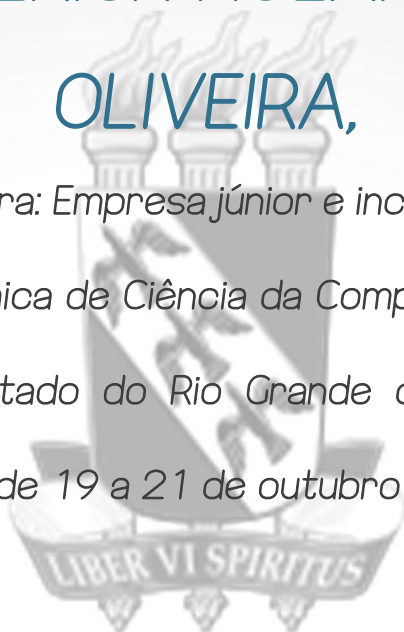 OLIVEIRA,
ra: Empresa júnior e inc
ica de Ciência da Comp
tado do Rio Grande
de 19 a 21 de outubro
LIBER VI SPIRITUS